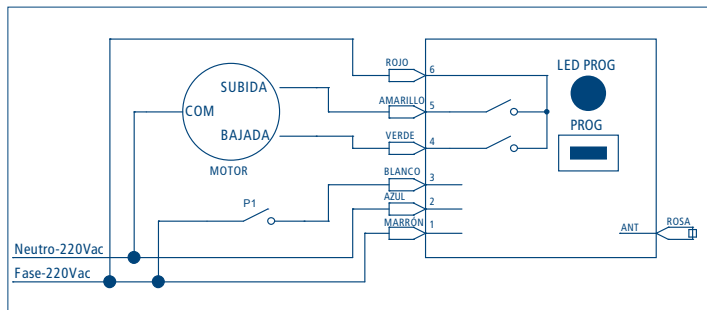 ROJO
6
LED PROG
SUBIDA
AMARILLO
5
COM
PROG
BAJADA
VERDE
4
MOTOR
BLANCO
3
P1
AZUL
2
MARRÓN
1
ANT
ROSA
Neutro-220Vac
Fase-220Vac